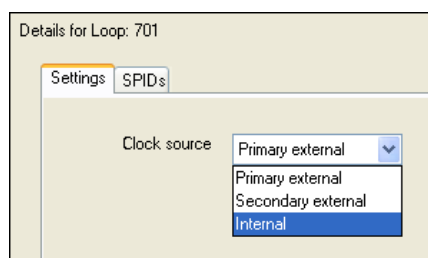 Details for Loop: 701
Settings SPIDs
Clock source Primary external
Primary external
Secondary external
Internal